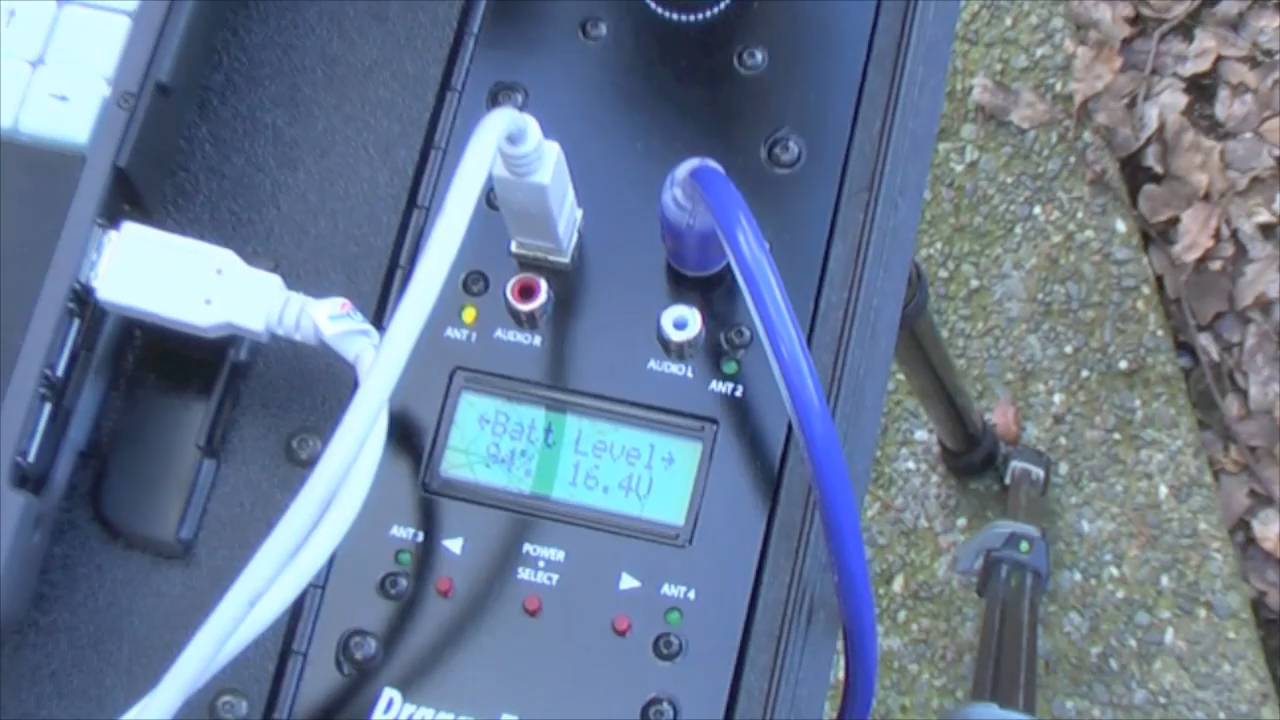 ANT 1
AUDIO R
AUDIO L
ANT 2
←Batt Level→
94% 16.4V
ANT 3
POWER
SELECT
ANT 4